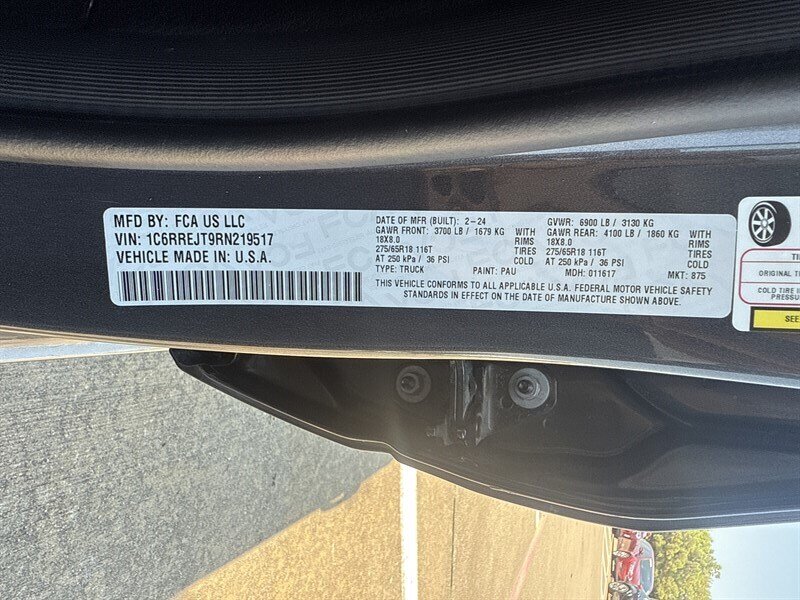 MFD BY: FCA US LLC
VIN: 1C6RREJT9RN219517
VEHICLE MADE IN: U.S.A.
DATE OF MFR (BUILT): 2-24
GVWR: 6900 LB / 3130 KG
GAWR FRONT: 3700 LB / 1679 KG WITH
GAWR REAR: 4100 LB / 1860 KG WITH
18X8.0 RIMS
18X8.0 RIMS
275/65R18 116T TIRES
275/65R18 116T TIRES
AT 250 kPa / 36 PSI COLD
AT 250 kPa / 36 PSI COLD
TYPE: TRUCK PAINT: PAU MDH: 011617 MKT: 875
THIS VEHICLE CONFORMS TO ALL APPLICABLE U.S.A. FEDERAL MOTOR VEHICLE SAFETY
STANDARDS IN EFFECT ON THE DATE OF MANUFACTURE SHOWN ABOVE.
ORIGINAL
COLD TIRE
SEE